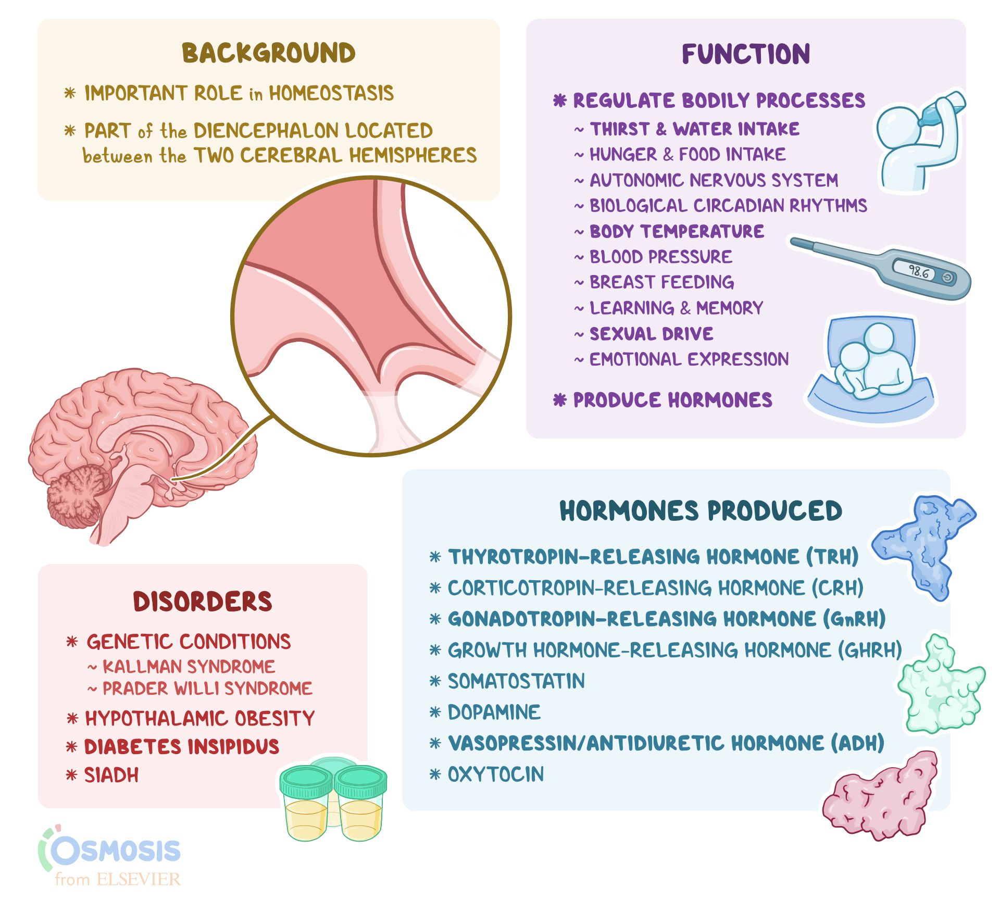 BACKGROUND
* IMPORTANT ROLE in HOMEOSTASIS
* PART of the DIENCEPHALON LOCATED
between the TWO CEREBRAL HEMISPHERES
FUNCTION
* REGULATE BODILY PROCESSES
~ THIRST & WATER INTAKE
~ HUNGER & FOOD INTAKE
~ AUTONOMIC NERVOUS SYSTEM
~ BIOLOGICAL CIRCADIAN RHYTHMS
~ BODY TEMPERATURE
~ BLOOD PRESSURE
~ BREAST FEEDING
~ LEARNING & MEMORY
~ SEXUAL DRIVE
~ EMOTIONAL EXPRESSION
* PRODUCE HORMONES
98.6
HORMONES PRODUCED
* THYROTROPIN-RELEASING HORMONE (TRH)
* CORTICOTROPIN-RELEASING HORMONE (CRH)
* GONADOTROPIN-RELEASING HORMONE (GnRH)
* GROWTH HORMONE-RELEASING HORMONE (GHRH)
* SOMATOSTATIN
* DOPAMINE
* VASOPRESSIN/ANTIDIURETIC HORMONE (ADH)
* OXYTOCIN
DISORDERS
* GENETIC CONDITIONS
~ KALLMAN SYNDROME
~ PRADER WILLI SYNDROME
* HYPOTHALAMIC OBESITY
* DIABETES INSIPIDUS
* SIADH
OSMOSIS
from ELSEVIER